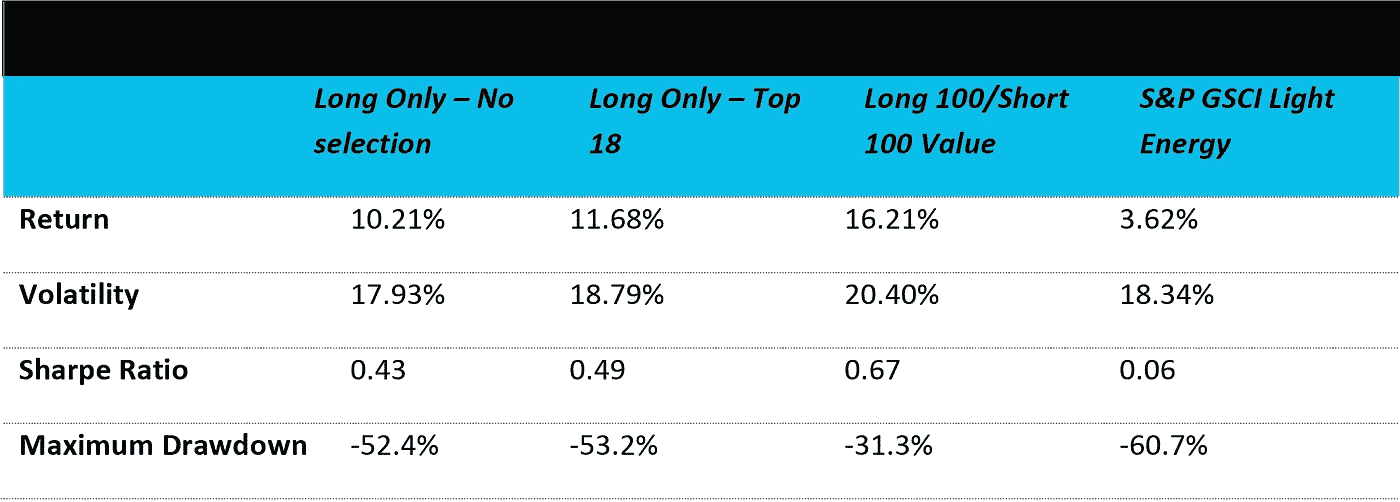 Long Only – No Long Only – Top Long 100/Short S&P GSCI Light
selection 18 100 Value Energy
Return 10.21% 11.68% 16.21% 3.62%
Volatility 17.93% 18.79% 20.40% 18.34%
Sharpe Ratio 0.43 0.49 0.67 0.06
Maximum Drawdown -52.4% -53.2% -31.3% -60.7%